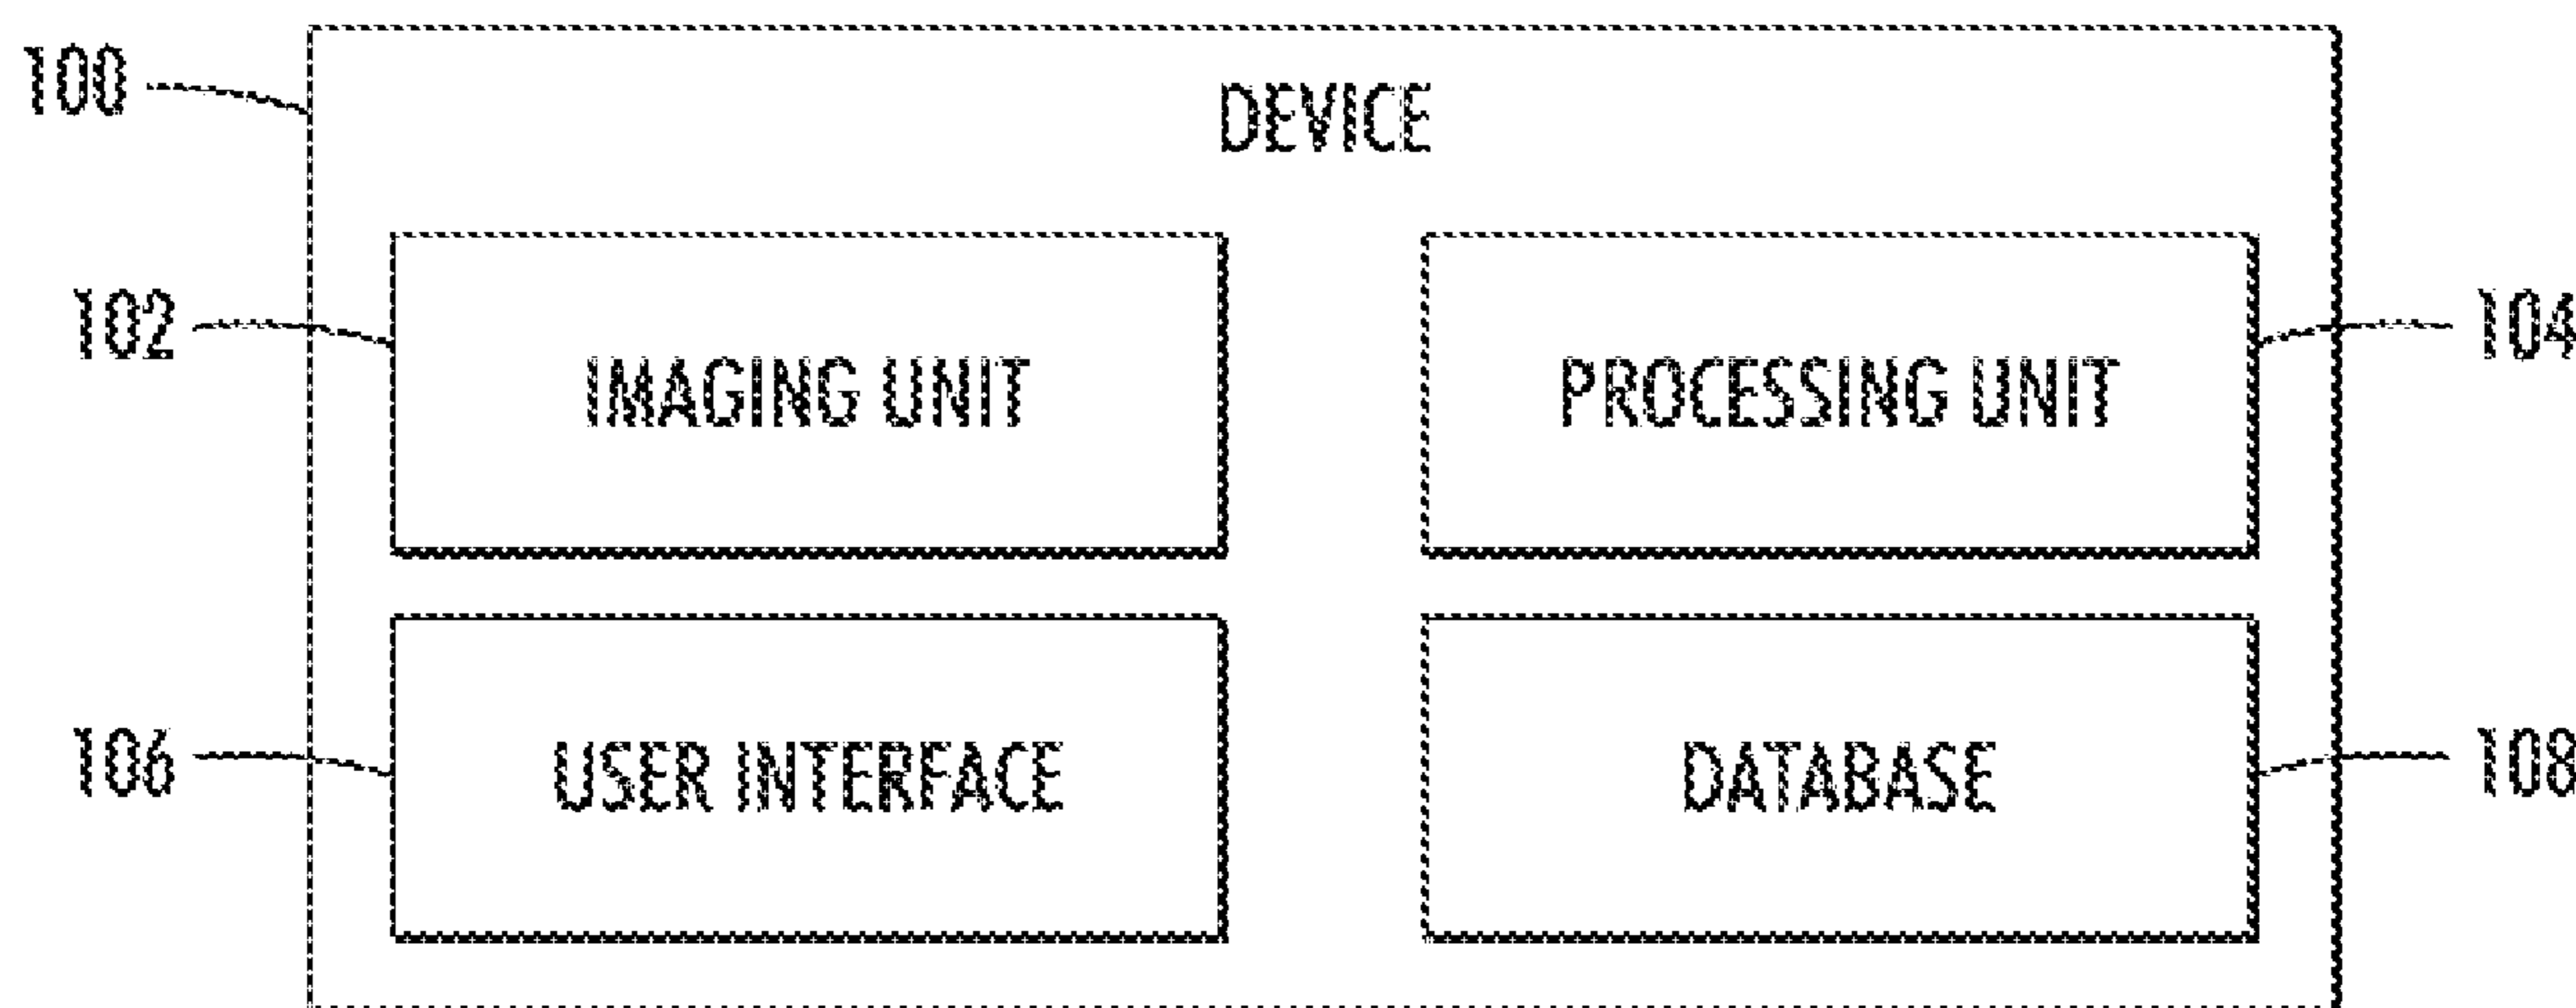 100
DEVICE
102
IMAGING UNIT
PROCESSING UNIT
104
106
USER INTERFACE
DATABASE
108